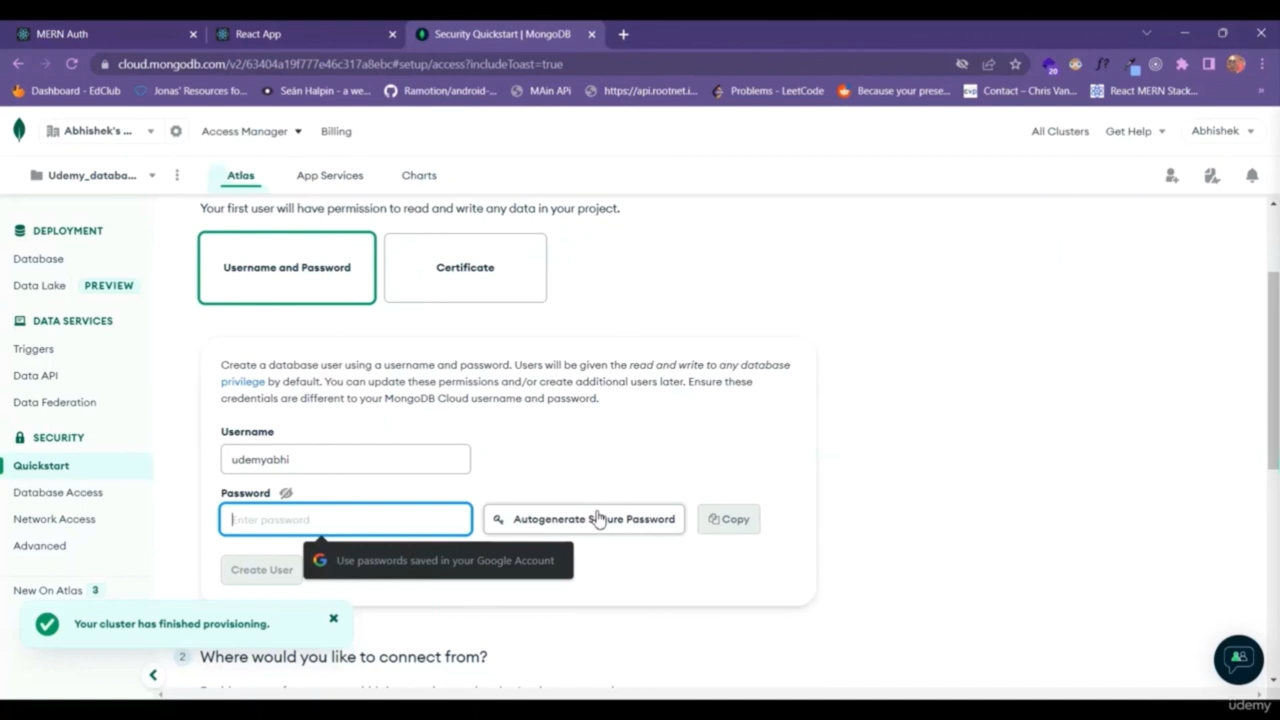 MERN Auth
React App
Security Quickstart | MongoDB
cloud.mongodb.com/v2/63404a19f777e46c317a8ebc#setup/access?includeToast=true
20
f?
Dashboard - EdClub
Jonas' Resources fo...
Seán Halpin - a we...
Ramotion/android-...
MAin APi
https://api.rootnet.i...
Problems - LeetCode
Because your prese...
cvp
Contact – Chris Van...
React MERN Stack...
»
Abhishek's ...
Access Manager
Billing
All Clusters
Get Help
Abhishek
Udemy_databa...
Atlas
App Services
Charts
DEPLOYMENT
Database
Data Lake PREVIEW
DATA SERVICES
Triggers
Data API
Data Federation
SECURITY
Quickstart
Database Access
Network Access
Advanced
New On Atlas 3
Your first user will have permission to read and write any data in your project.
Username and Password
Certificate
Create a database user using a username and password. Users will be given the read and write to any database
privilege by default. You can update these permissions and/or create additional users later. Ensure these
credentials are different to your MongoDB Cloud username and password.
Username
udemyabhi
Password
Enter password
Autogenerate Secure Password
Copy
Use passwords saved in your Google Account
Create User
Your cluster has finished provisioning.
2 Where would you like to connect from?
udemy